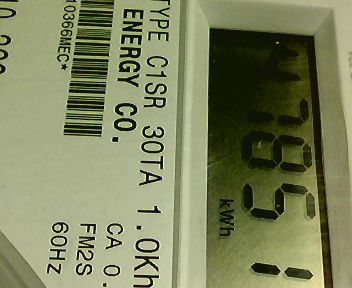 kWh
TYPE C1SR 30TA 1.0Kh
ENERGY CO.
CA 0.
FM2S
60HZ
10366MEC*